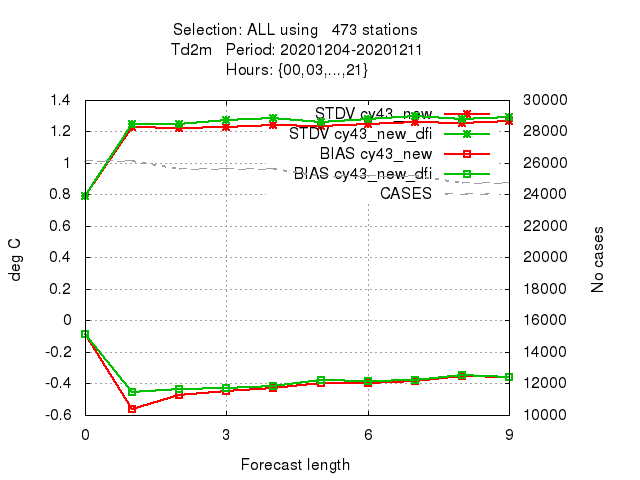 Selection: ALL using   473 stations
Td2m   Period: 20201204-20201211
Hours: {00,03,...,21}
1.4
1.2
1
0.8
0.6
0.4
0.2
0
-0.2
-0.4
-0.6
deg C
STDV cy43_new
STDV cy43_new_dfi
BIAS cy43_new
BIAS cy43_new_dfi
CASES
30000
28000
26000
24000
22000
20000
18000
16000
14000
12000
10000
No cases
0 3 6 9
Forecast length